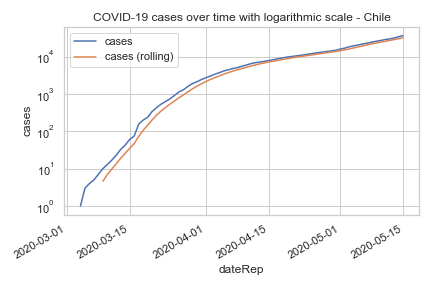 COVID-19 cases over time with logarithmic scale - Chile
cases
cases (rolling)
10⁴
10³
10²
10¹
10⁰
cases
2020-03-01
2020-03-15
2020-04-01
2020-04-15
2020-05-01
2020-05-15
dateRep